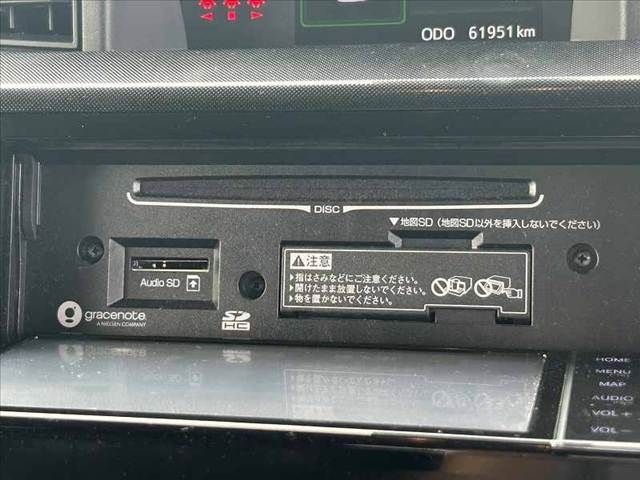 ODO 61951km
DISC
▼地図SD(地図SD以外を挿入しないでください)
Audio SD
注意
▶指はさみなどにご注意ください。
▶開けたまま放置しないでください。
▶物を置かないでください。
gracenote
A NIELSEN COMPANY
SD
HC
HOME
MENU
MAP
AUDIO
VOL +
VOL -